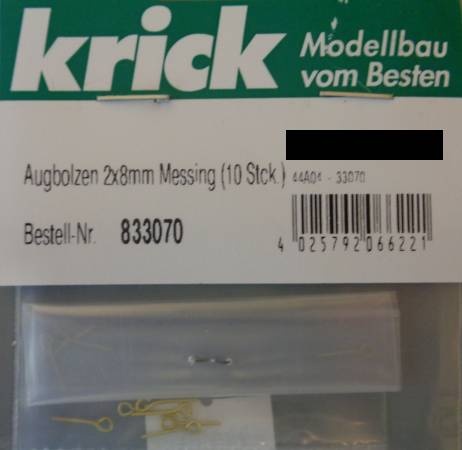 krick
Modellbau
vom Besten
Augbolzen 2x8mm Messing (10 Stck.) 44A04 - 33070
Bestell-Nr. 833070
4 025792 066221